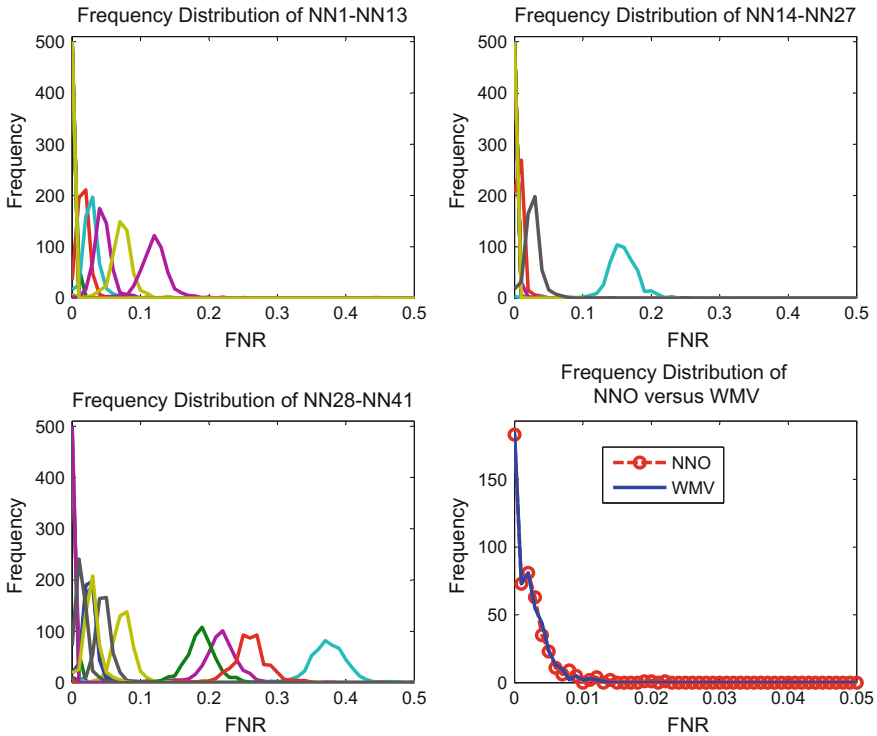 Frequency Distribution of NN1-NN13
500
400
300
200
100
0
Frequency
0 0.1 0.2 0.3 0.4 0.5
FNR
Frequency Distribution of NN14-NN27
500
400
300
200
100
0
Frequency
0 0.1 0.2 0.3 0.4 0.5
FNR
Frequency Distribution of NN28-NN41
500
400
300
200
100
0
Frequency
0 0.1 0.2 0.3 0.4 0.5
FNR
Frequency Distribution of
NNO versus WMV
150
100
50
0
Frequency
NNO
WMV
0 0.01 0.02 0.03 0.04 0.05
FNR